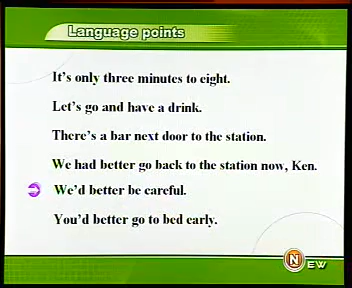 Language points
It's only three minutes to eight.
Let's go and have a drink.
There's a bar next door to the station.
We had better go back to the station now, Ken.
We'd better be careful.
You'd better go to bed early.
NEW